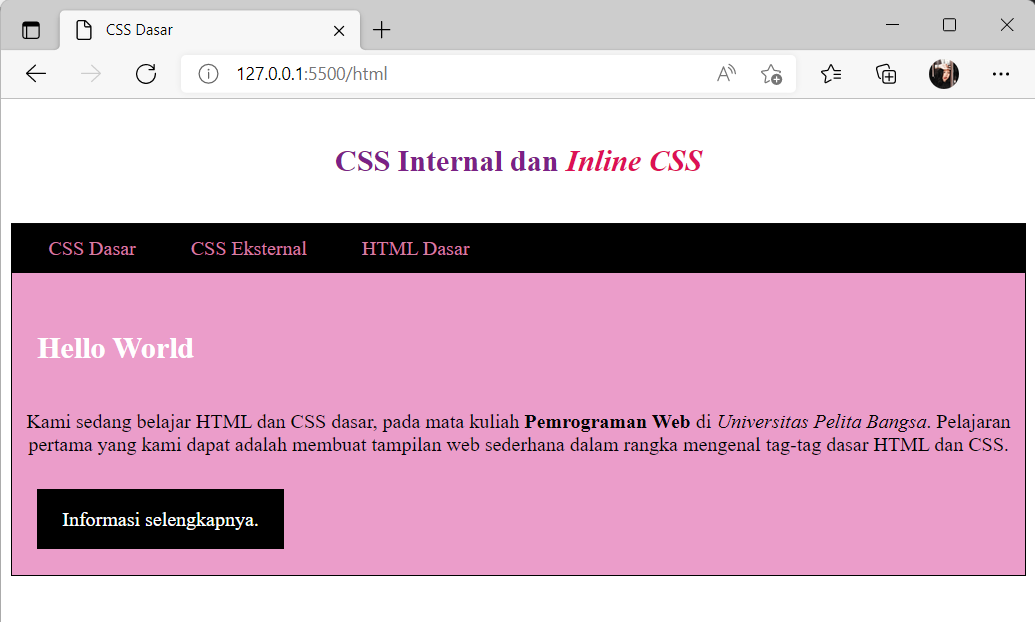 CSS Dasar
127.0.0.1:5500/html
CSS Internal dan Inline CSS
CSS Dasar CSS Eksternal HTML Dasar
Hello World
Kami sedang belajar HTML dan CSS dasar, pada mata kuliah Pemrograman Web di Universitas Pelita Bangsa. Pelajaran
pertama yang kami dapat adalah membuat tampilan web sederhana dalam rangka mengenal tag-tag dasar HTML dan CSS.
Informasi selengkapnya.